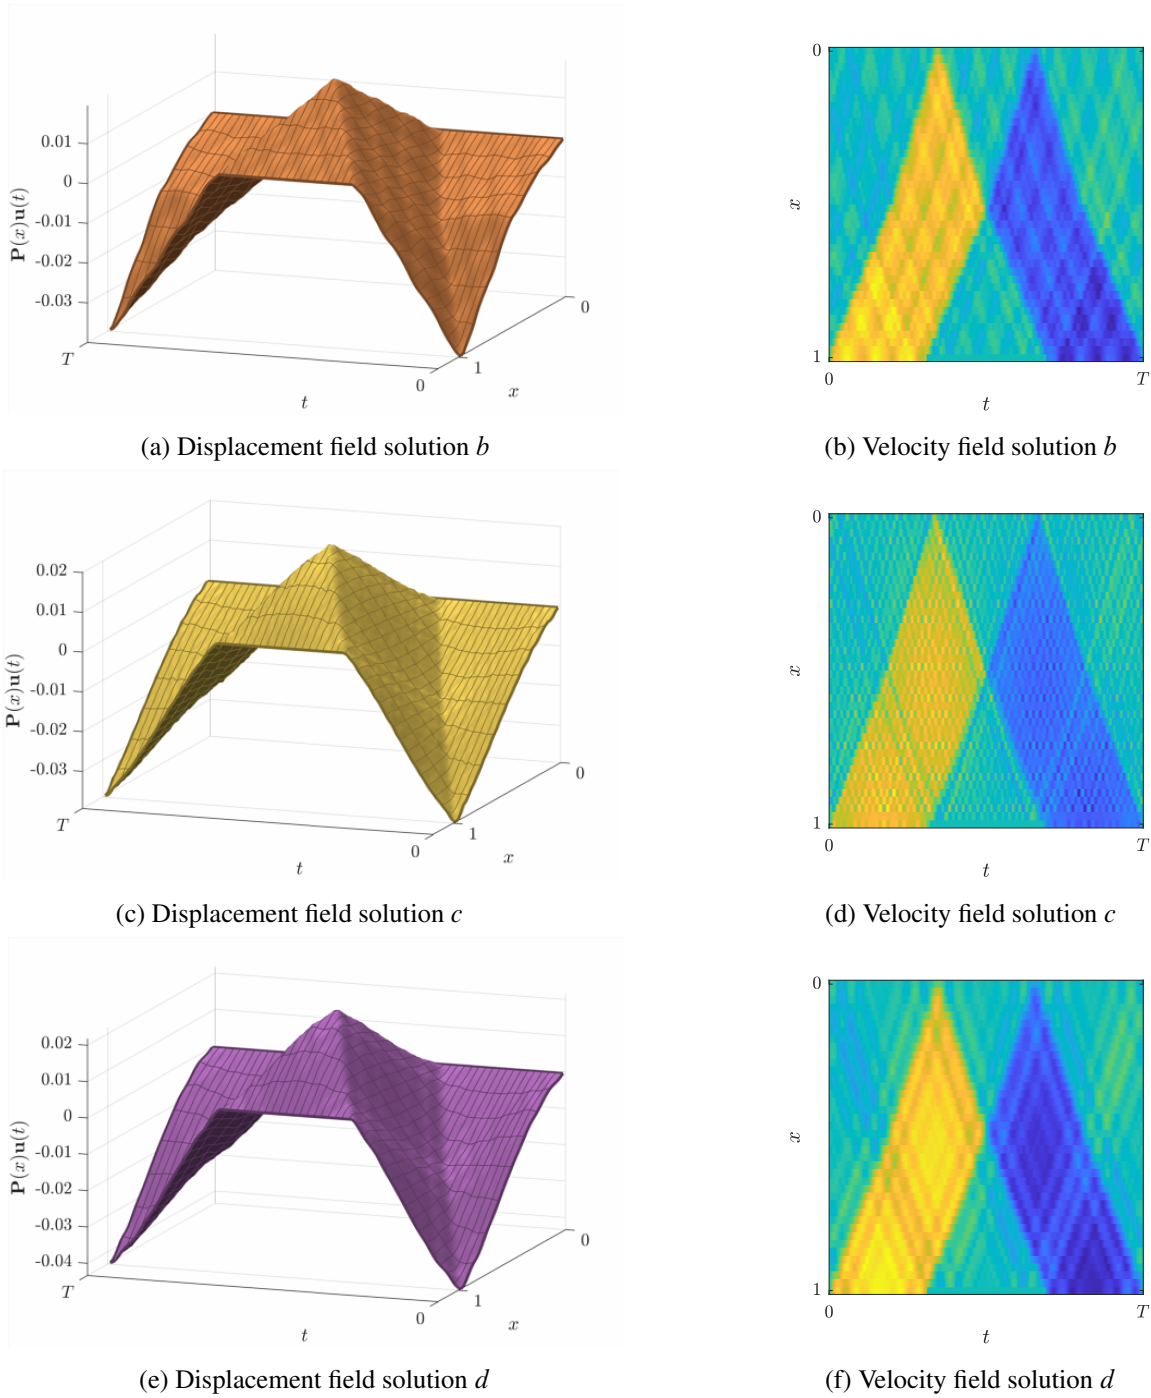 0.01
0
-0.01
-0.02
-0.03
P(x)u(t)
T
t
0
1
x
0
0
x
1
0
T
t
(a) Displacement field solution b
(b) Velocity field solution b
0.02
0.01
0
-0.01
-0.02
-0.03
P(x)u(t)
T
t
0
1
x
0
0
x
1
0
T
t
(c) Displacement field solution c
(d) Velocity field solution c
0.02
0.01
0
-0.01
-0.02
-0.03
-0.04
P(x)u(t)
T
t
0
1
x
0
0
x
1
0
T
t
(e) Displacement field solution d
(f) Velocity field solution d